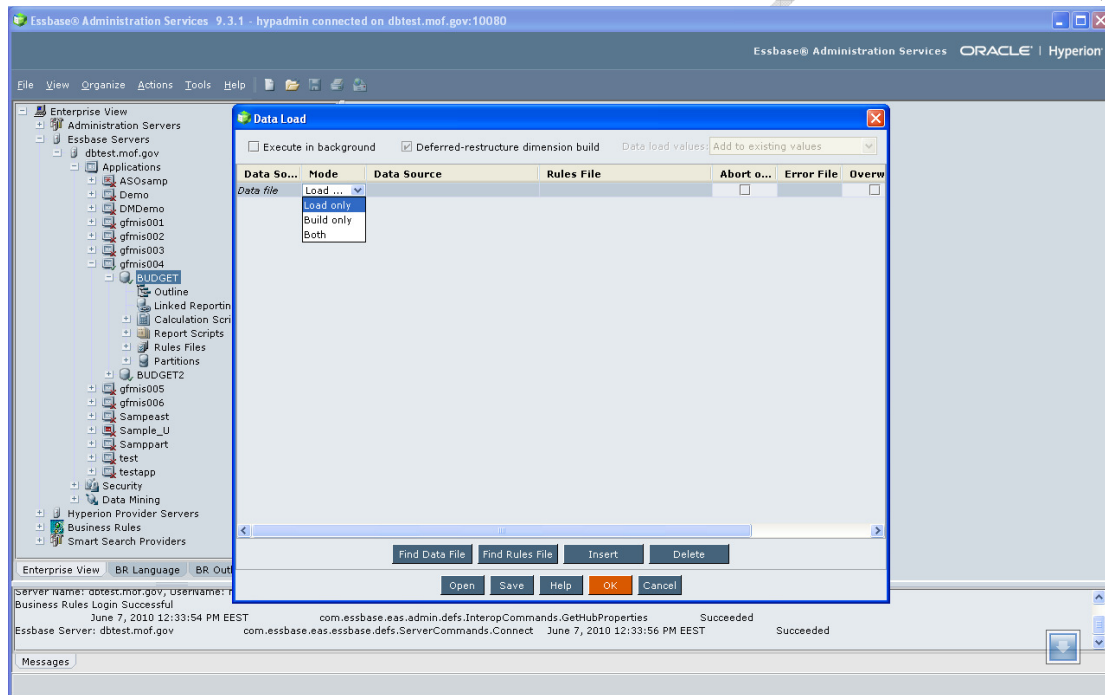 Essbase® Administration Services 9.3.1 - hypadmin connected on dbtest.mof.gov:10080
Essbase® Administration Services ORACLE® | Hyperion
File View Organize Actions Tools Help
Enterprise View
Administration Servers
Essbase Servers
dbtest.mof.gov
Applications
ASOsamp
Demo
DMDemo
gfmis001
gfmis002
gfmis003
gfmis004
BUDGET
Outline
Linked Reportin
Calculation Scri
Report Scripts
Rules Files
Partitions
BUDGET2
gfmis005
gfmis006
Sampeast
Sample_U
Samppart
test
testapp
Security
Data Mining
Hyperion Provider Servers
Business Rules
Smart Search Providers
Enterprise View BR Language BR Outl
Data Load
Execute in background Deferred-restructure dimension build Data load values: Add to existing values
Data So... Mode Data Source Rules File Abort o... Error File Overw
Data file Load ...
Load only
Build only
Both
Find Data File Find Rules File Insert Delete
Open Save Help OK Cancel
Server Name: dbtest.mof.gov, UserName:
Business Rules Login Successful
June 7, 2010 12:33:54 PM EEST com.essbase.eas.admin.defs.InteropCommands.GetHubProperties Succeeded
Essbase Server: dbtest.mof.gov com.essbase.eas.essbase.defs.ServerCommands.Connect June 7, 2010 12:33:56 PM EEST Succeeded
Messages